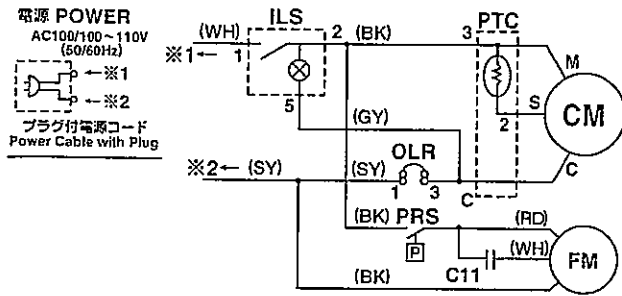 電源 POWER
AC100/100~110V
(50/60Hz)
←※1
←※2
プラグ付電源コード
Power Cable with Plug
ILS
PTC
(WH)
1
2
(BK)
3
※1←
5
(GY)
M
S
2
CM
C
※2← (SY)
(SY)
OLR
1
3
C
(BK)
PRS
P
(RD)
(WH)
C11
FM
(BK)